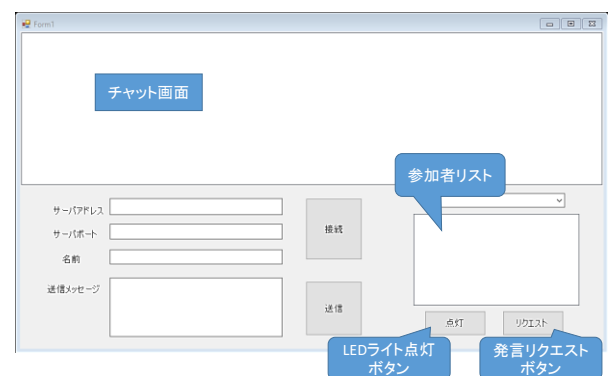 Form1
チャット画面
参加者リスト
サーバアドレス
サーバポート
接続
名前
送信メッセージ
送信
点灯
リクエスト
LEDライト点灯
ボタン
発言リクエスト
ボタン